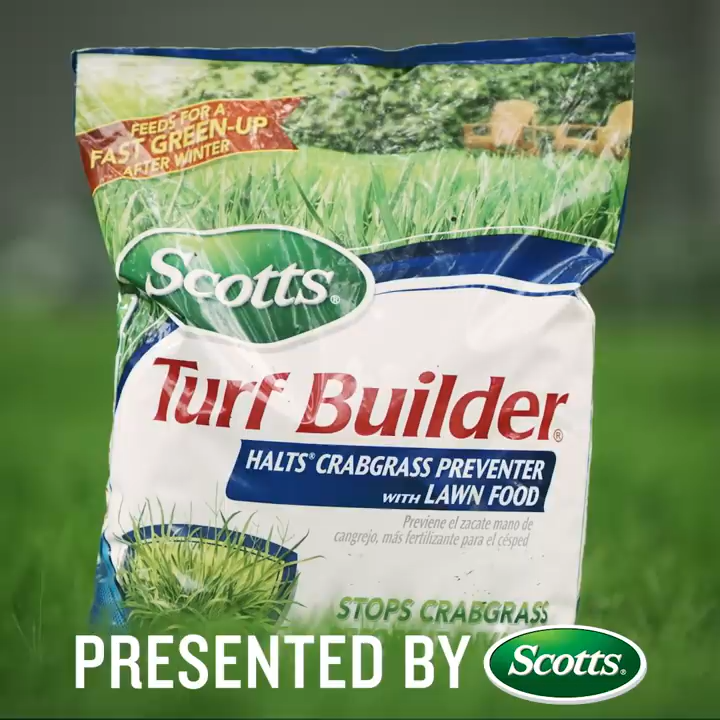 FEEDS FOR A
FAST GREEN-UP
AFTER WINTER
Scotts®
Turf Builder®
HALTS® CRABGRASS PREVENTER
WITH LAWN FOOD
Previene el zacate mano de
cangrejo, más fertilizante para el césped
STOPS CRABGRASS
PRESENTED BY Scotts®